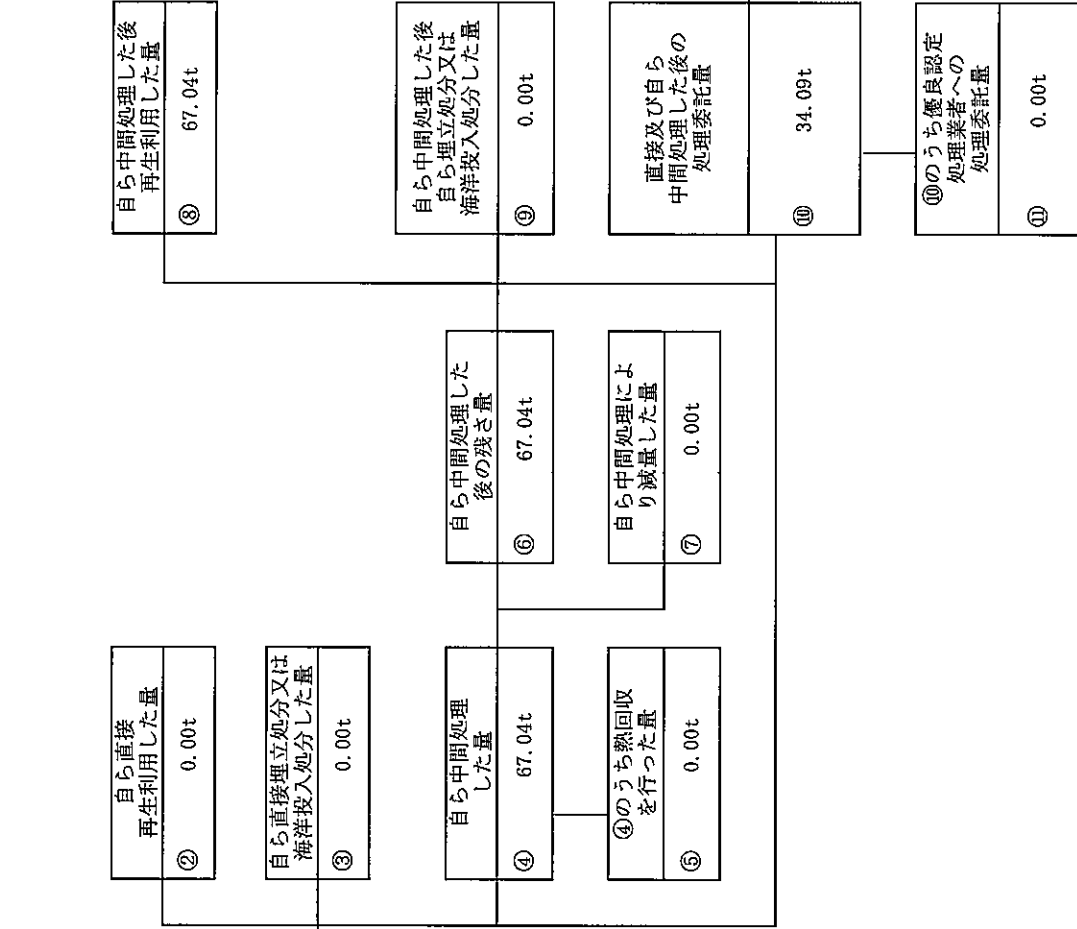 自ら直接
再生利用した量
② 0.00t
自ら直接埋立処分又は
海洋投入処分した量
③ 0.00t
自ら中間処理
した量
④ 67.04t
④のうち熱回収
を行った量
⑤ 0.00t
自ら中間処理した
後の残さ量
⑥ 67.04t
自ら中間処理によ
り減量した量
⑦ 0.00t
自ら中間処理した後
再生利用した量
⑧ 67.04t
自ら中間処理した後
自ら埋立処分又は
海洋投入処分した量
⑨ 0.00t
直接及び自ら
中間処理した後の
処理委託量
⑩ 34.09t
⑩のうち優良認定
処理業者への
処理委託量
⑪ 0.00t